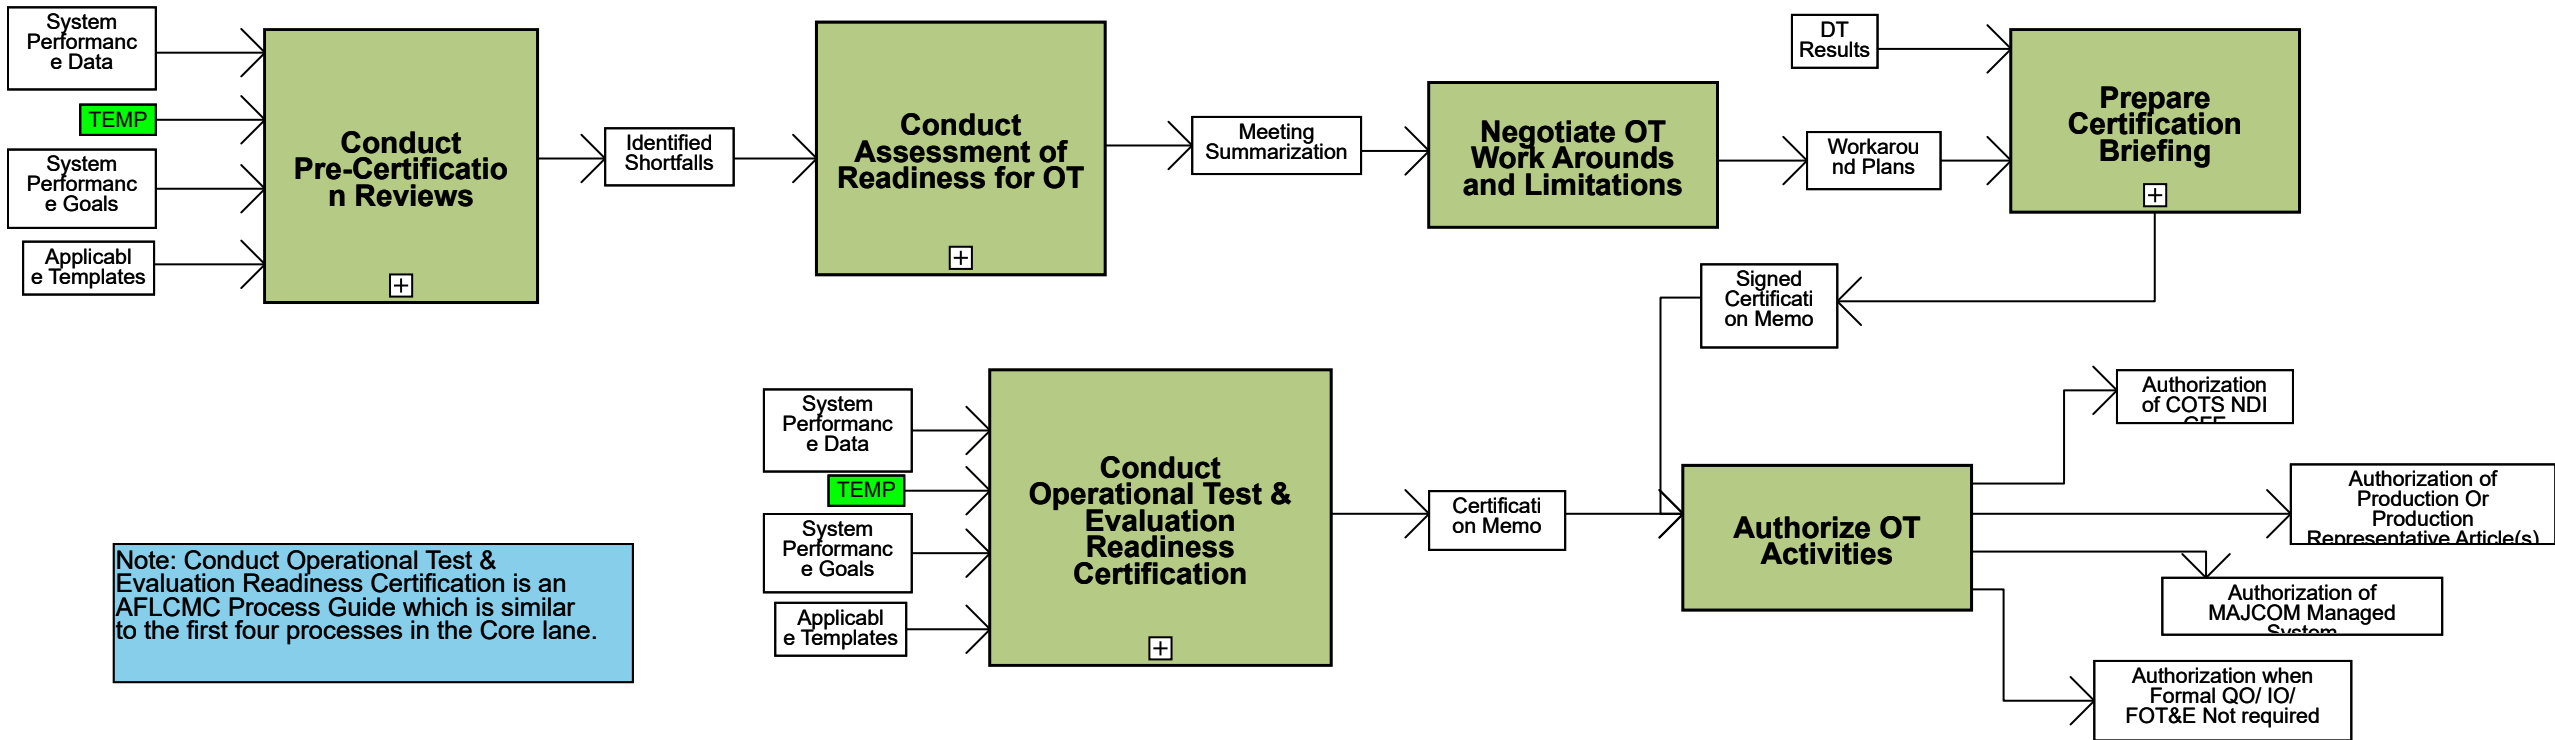 System
Performanc
e Data
TEMP
System
Performanc
e Goals
Applicabl
e Templates
Conduct
Pre-Certificatio
n Reviews
Identified
Shortfalls
Conduct
Assessment of
Readiness for OT
Meeting
Summarization
Negotiate OT
Work Arounds
and Limitations
DT
Results
Workarou
nd Plans
Prepare
Certification
Briefing
Signed
Certificati
on Memo
System
Performanc
e Data
TEMP
System
Performanc
e Goals
Applicabl
e Templates
Conduct
Operational Test &
Evaluation
Readiness
Certification
Certificati
on Memo
Authorize OT
Activities
Authorization
of COTS NDI
Authorization of
Production Or
Production
Representative Article(s)
Authorization of
MAJCOM Managed
System
Authorization when
Formal QO/ IO/
FOT&E Not required
Note: Conduct Operational Test &
Evaluation Readiness Certification is an
AFLCMC Process Guide which is similar
to the first four processes in the Core lane.